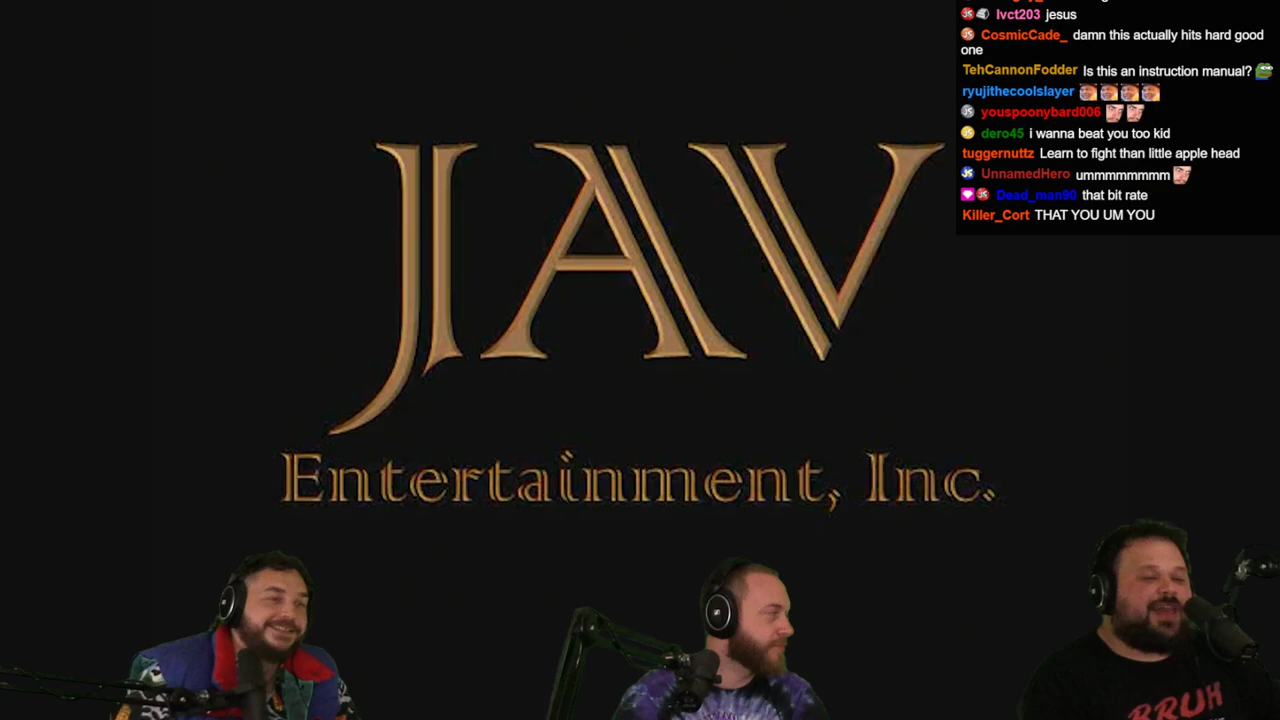 lvct203 jesus
CosmicCade_ damn this actually hits hard good
one
TehCannonFodder Is this an instruction manual?
ryujithecoolslayer
youspoonybard006
dero45 i wanna beat you too kid
tuggernuttz Learn to fight than little apple head
UnnamedHero ummmmmmmm
Dead_man90 that bit rate
Killer_Cort THAT YOU UM YOU
JAV
Entertainment, Inc.
BRUH